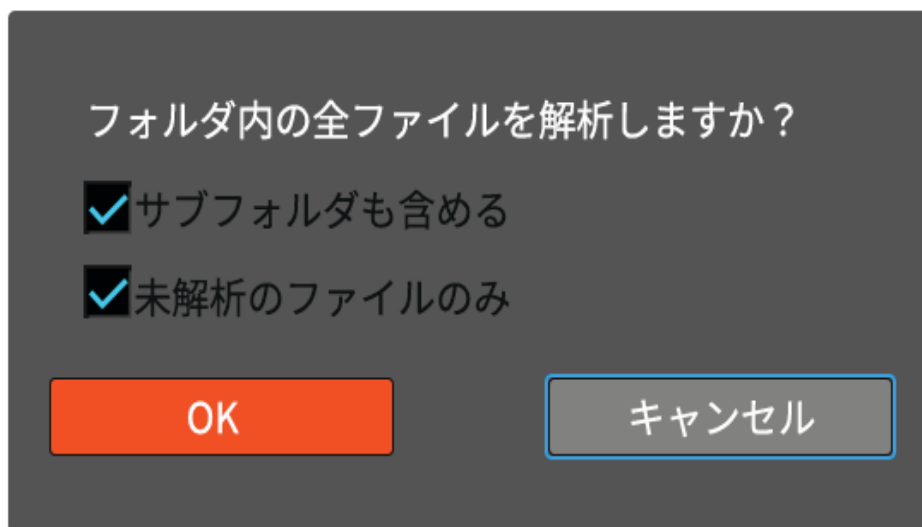 フォルダ内の全ファイルを解析しますか？
サブフォルダも含める
未解析のファイルのみ
OK
キャンセル